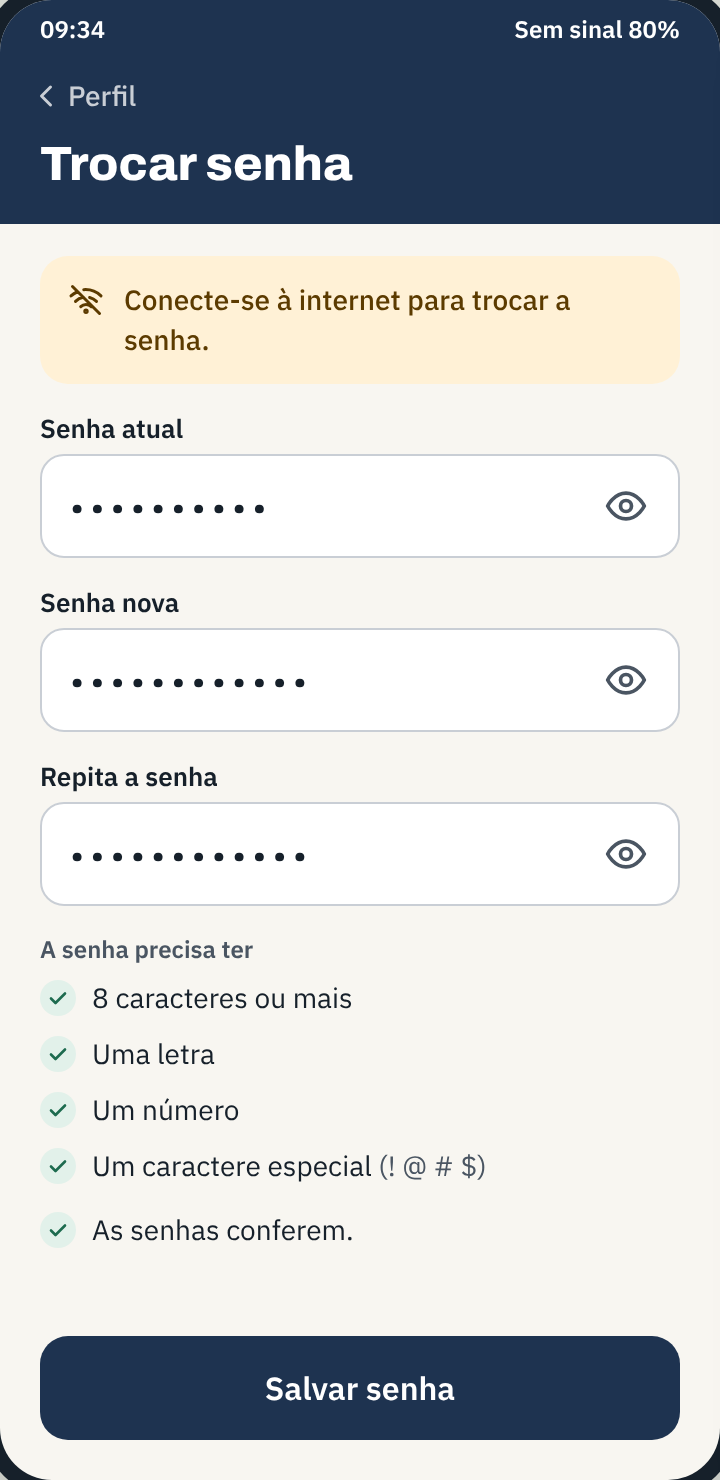 09:34 Sem sinal 80%
Perfil
Trocar senha
Conecte-se à internet para trocar a
senha.
Senha atual
Senha nova
Repita a senha
A senha precisa ter
8 caracteres ou mais
Uma letra
Um número
Um caractere especial (! @ # $)
As senhas conferem.
Salvar senha